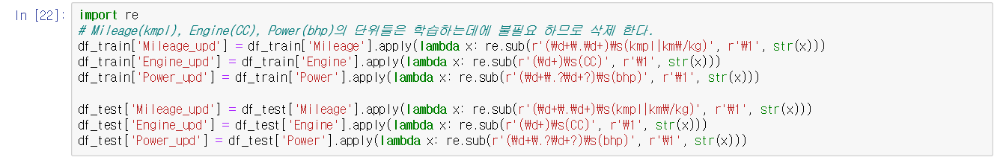 In [22]:
import re
# Mileage(kmpl), Engine(CC), Power(bhp)의 단위들은 학습하는데에 불필요 하므로 삭제 한다.
df_train['Mileage_upd'] = df_train['Mileage'].apply(lambda x: re.sub(r'(₩d+₩.₩d+)₩s(kmpl|km₩/kg)', r'₩1', str(x)))
df_train['Engine_upd'] = df_train['Engine'].apply(lambda x: re.sub(r'(₩d+)₩s(CC)', r'₩1', str(x)))
df_train['Power_upd'] = df_train['Power'].apply(lambda x: re.sub(r'(₩d+₩.?₩d+?)₩s(bhp)', r'₩1', str(x)))
df_test['Mileage_upd'] = df_test['Mileage'].apply(lambda x: re.sub(r'(₩d+₩.₩d+)₩s(kmpl|km₩/kg)', r'₩1', str(x)))
df_test['Engine_upd'] = df_test['Engine'].apply(lambda x: re.sub(r'(₩d+)₩s(CC)', r'₩1', str(x)))
df_test['Power_upd'] = df_test['Power'].apply(lambda x: re.sub(r'(₩d+₩.?₩d+?)₩s(bhp)', r'₩1', str(x)))